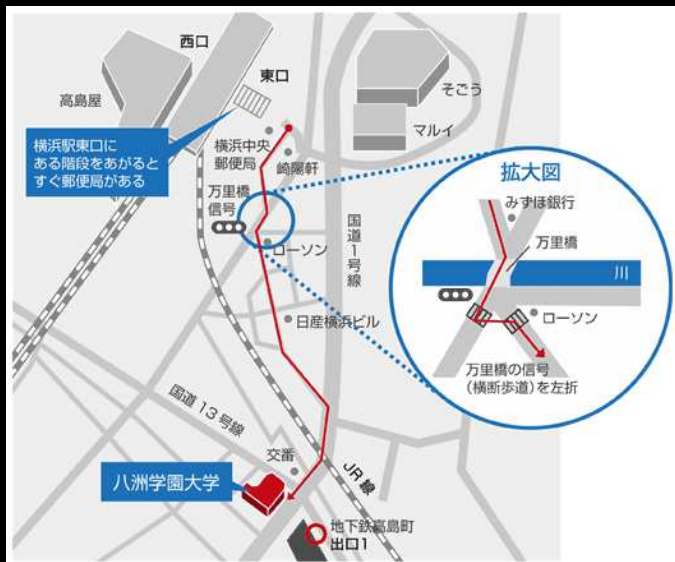 西口
東口
高島屋
そごう
マルイ
横浜駅東口に
ある階段をあがると
すぐ郵便局がある
横浜中央
郵便局
崎陽軒
万里橋
信号
ローソン
国道1号線
日産横浜ビル
拡大図
みずほ銀行
万里橋
川
ローソン
万里橋の信号
(横断歩道)を左折
国道13号線
交番
JR線
八洲学園大学
地下鉄高島町
出口1